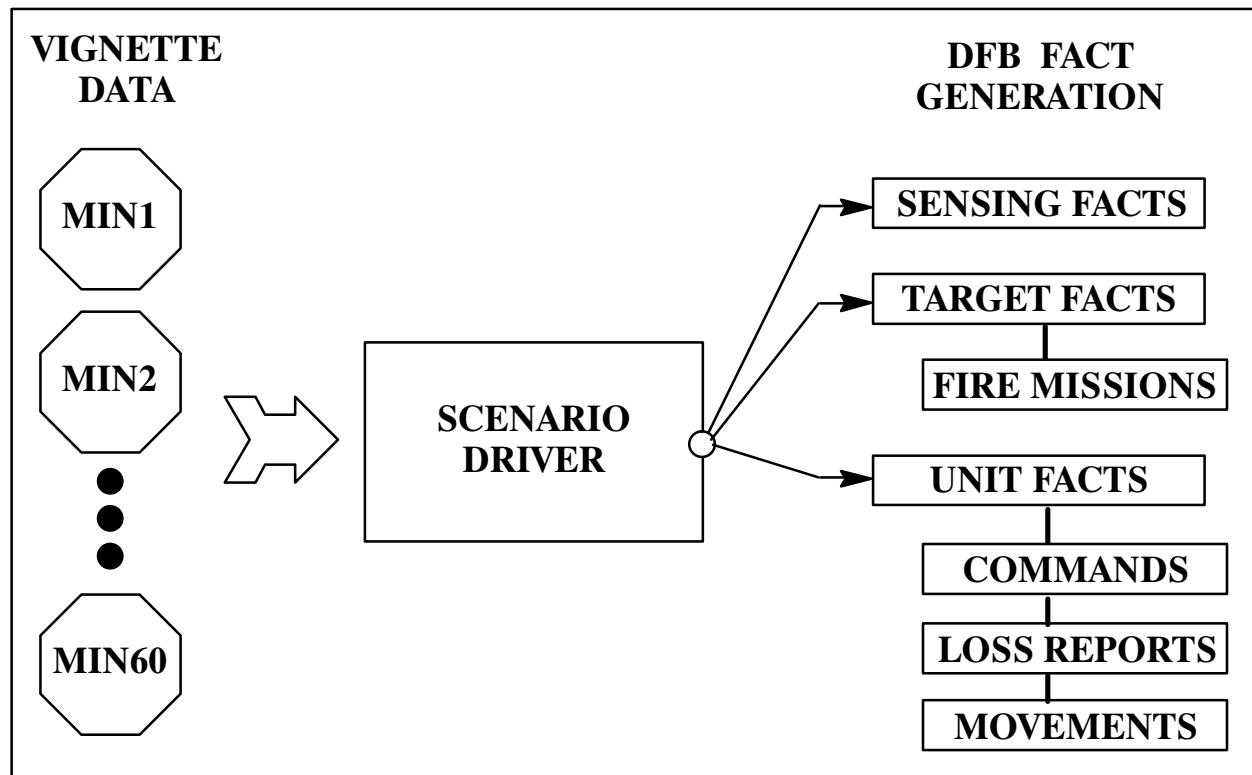 VIGNETTE
DATA
MIN1
MIN2
MIN60
SCENARIO
DRIVER
DFB FACT
GENERATION
SENSING FACTS
TARGET FACTS
FIRE MISSIONS
UNIT FACTS
COMMANDS
LOSS REPORTS
MOVEMENTS